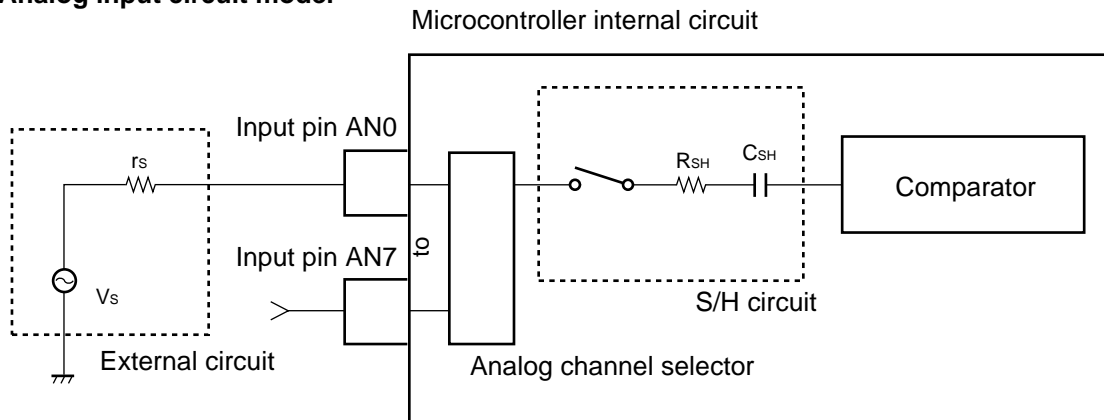 Analog input circuit model
Microcontroller internal circuit
Input pin AN0
rS
RSH
CSH
Comparator
to
Input pin AN7
VS
S/H circuit
External circuit
Analog channel selector